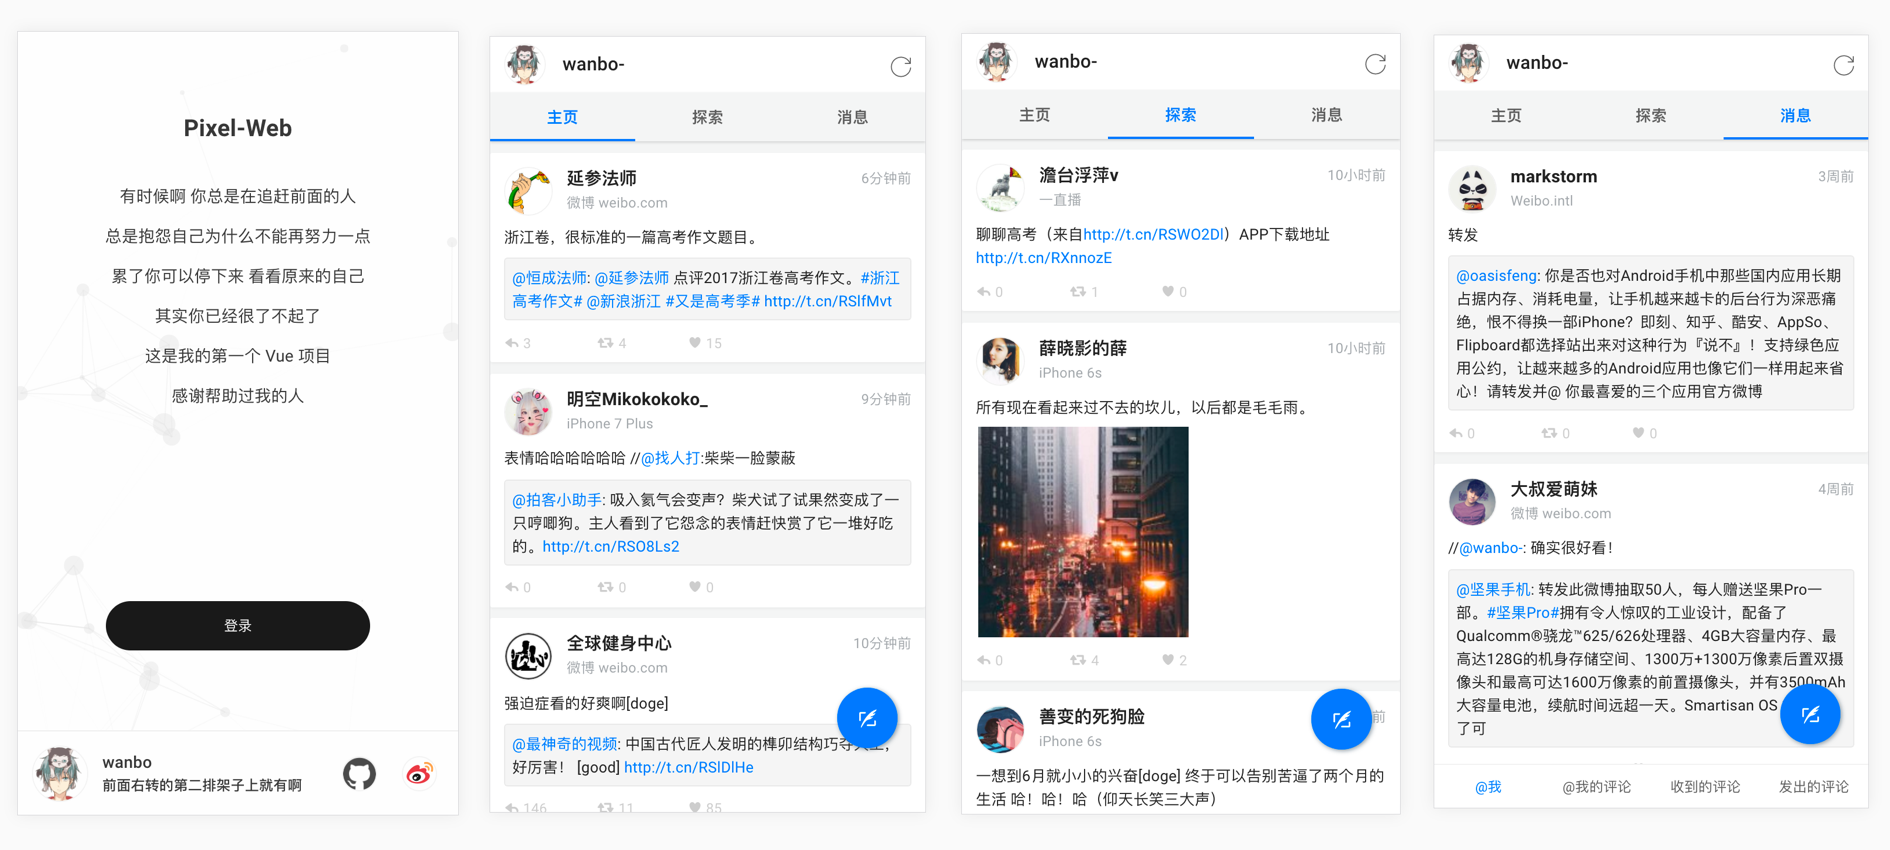 Pixel-Web
有时候啊 你总是在追赶前面的人
总是抱怨自己为什么不能再努力一点
累了你可以停下来 看看原来的自己
其实你已经很了不起了
这是我的第一个 Vue 项目
感谢帮助过我的人
登录
wanbo
前面右转的第二排架子上就有啊
wanbo-
主页 探索 消息
延参法师 6分钟前
微博 weibo.com
浙江卷，很标准的一篇高考作文题目。
@恒成法师: @延参法师 点评2017浙江卷高考作文。#浙江
高考作文# @新浪浙江 #又是高考季# http://t.cn/RSlfMvt
3 4 15
明空Mikokokoko_ 9分钟前
iPhone 7 Plus
表情哈哈哈哈哈哈 //@找人打:柴柴一脸蒙蔽
@拍客小助手: 吸入氦气会变声？柴犬试了试果然变成了一
只哼唧狗。主人看到了它怨念的表情赶快赏了它一堆好吃
的。http://t.cn/RSO8Ls2
0 0 0
全球健身中心 10分钟前
微博 weibo.com
强迫症看的好爽啊[doge]
@最神奇的视频: 中国古代匠人发明的榫卯结构巧夺天工，
好厉害！ [good] http://t.cn/RSlDlHe
146 11 85
wanbo-
主页 探索 消息
澹台浮萍v 10小时前
一直播
聊聊高考（来自http://t.cn/RSWO2Dl）APP下载地址
http://t.cn/RXnnozE
0 1 0
薛晓影的薛 10小时前
iPhone 6s
所有现在看起来过不去的坎儿，以后都是毛毛雨。
0 4 2
善变的死狗脸 前
iPhone 6s
一想到6月就小小的兴奋[doge] 终于可以告别苦逼了两个月的
生活 哈！哈！哈（仰天长笑三大声）
wanbo-
主页 探索 消息
markstorm 3周前
Weibo.intl
转发
@oasisfeng: 你是否也对Android手机中那些国内应用长期
占据内存、消耗电量，让手机越来越卡的后台行为深恶痛
绝，恨不得换一部iPhone？即刻、知乎、酷安、AppSo、
Flipboard都选择站出来对这种行为『说不』！支持绿色应
用公约，让越来越多的Android应用也像它们一样用起来省
心！请转发并@ 你最喜爱的三个应用官方微博
0 0 0
大叔爱萌妹 4周前
微博 weibo.com
//@wanbo-: 确实很好看！
@坚果手机: 转发此微博抽取50人，每人赠送坚果Pro一
部。#坚果Pro#拥有令人惊叹的工业设计，配备了
Qualcomm®骁龙™625/626处理器、4GB大容量内存、最
高达128G的机身存储空间、1300万+1300万像素后置双摄
像头和最高可达1600万像素的前置摄像头，并有3500mAh
大容量电池，续航时间远超一天。Smartisan OS
了可
@我 @我的评论 收到的评论 发出的评论